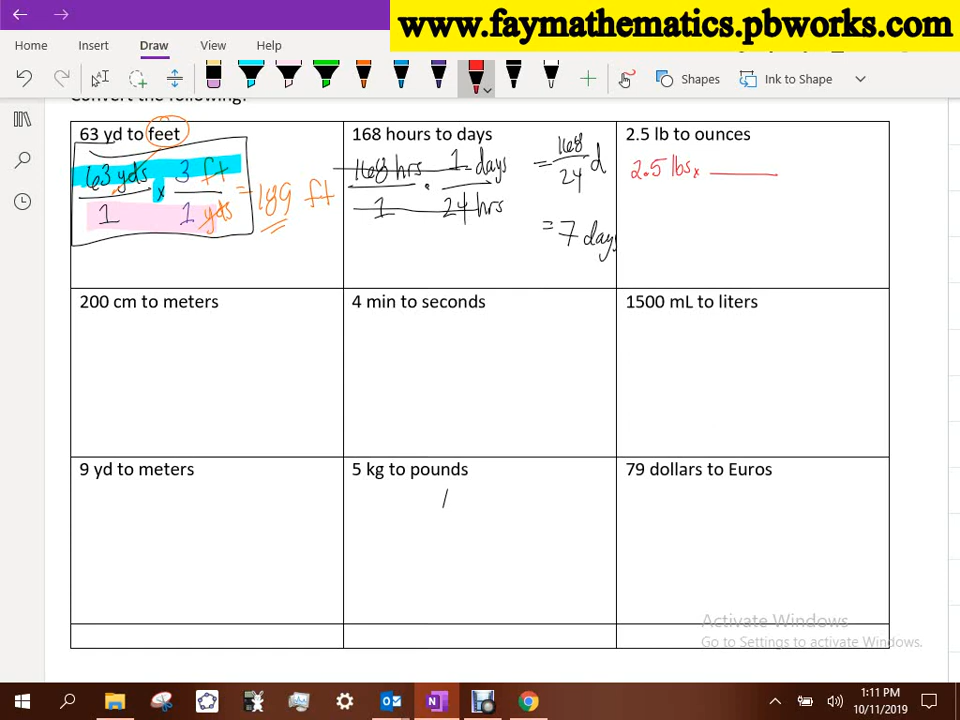 www.faymathematics.pbworks.com
Home Insert Draw View Help
Shapes Ink to Shape
Convert the following:
63 yd to feet
63 yds x 3 ft = 189 ft
1 1 yds
168 hours to days
168 hrs . 1 days = 168 d
1 24 hrs 24
= 7 days
2.5 lb to ounces
2.5 lbs x
200 cm to meters
4 min to seconds
1500 mL to liters
9 yd to meters
5 kg to pounds
/
79 dollars to Euros
Activate Windows
Go to Settings to activate Windows.
1:11 PM
10/11/2019